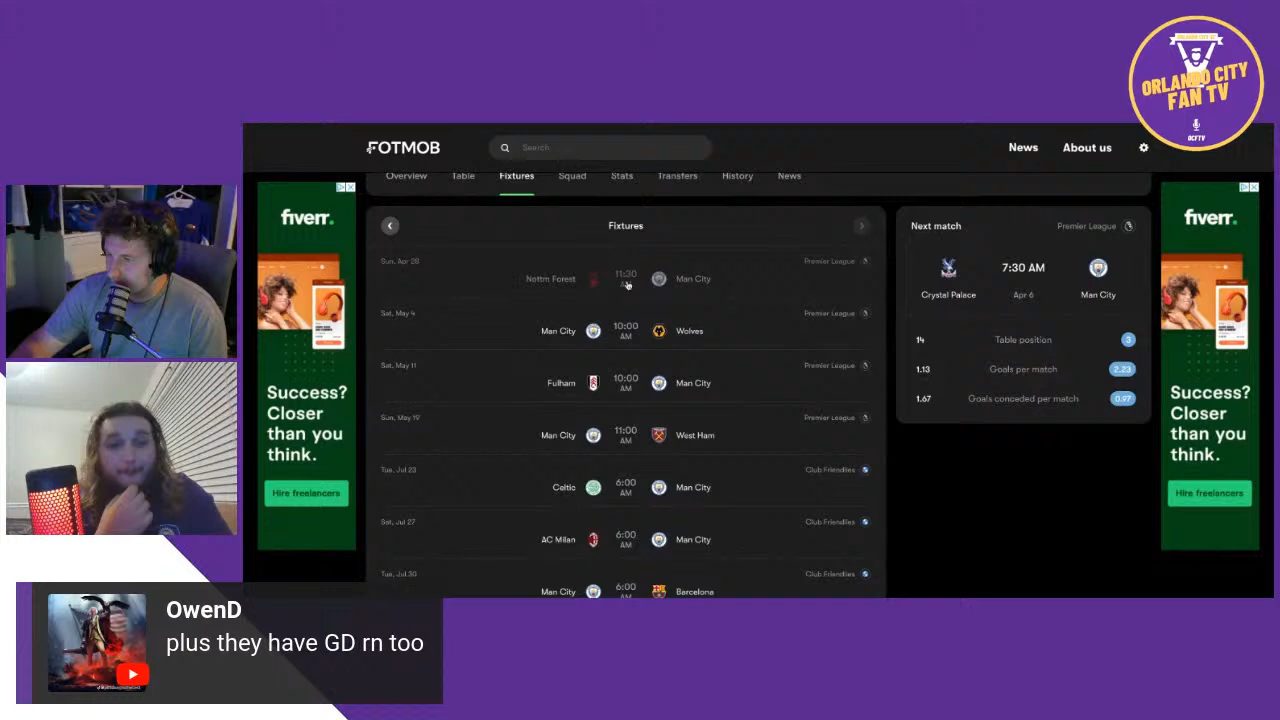 ORLANDO CITY
FAN TV
OCFTV
FOTMOB
Search
News
About us
Overview
Table
Fixtures
Squad
Stats
Transfers
History
News
fiverr.
Success?
Closer
than you
think.
Hire freelancers
Fixtures
Sun, Apr 28
Premier League
Nottm Forest
11:30
Man City
Sat, May 4
Premier League
Man City
10:00
AM
Wolves
Sat, May 11
Premier League
Fulham
10:00
AM
Man City
Sun, May 19
Premier League
Man City
11:00
AM
West Ham
Tue, Jul 23
Club Friendlies
Celtic
6:00
AM
Man City
Sat, Jul 27
Club Friendlies
AC Milan
6:00
AM
Man City
Tue, Jul 30
Club Friendlies
Man City
6:00
AM
Barcelona
Next match
Premier League
7:30 AM
Crystal Palace
Apr 6
Man City
14
Table position
3
1.13
Goals per match
2.23
1.67
Goals conceded per match
0.97
fiverr.
Success?
Closer
than you
think.
Hire freelancers
OwenD
plus they have GD rn too